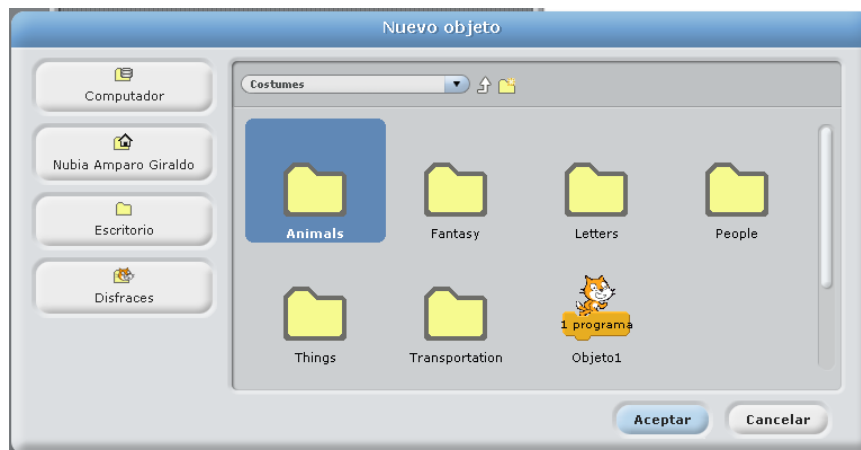 Nuevo objeto
Computador
Nubia Amparo Giraldo
Escritorio
Disfraces
Costumes
Animals
Fantasy
Letters
People
Things
Transportation
1 programa
Objeto1
Aceptar
Cancelar